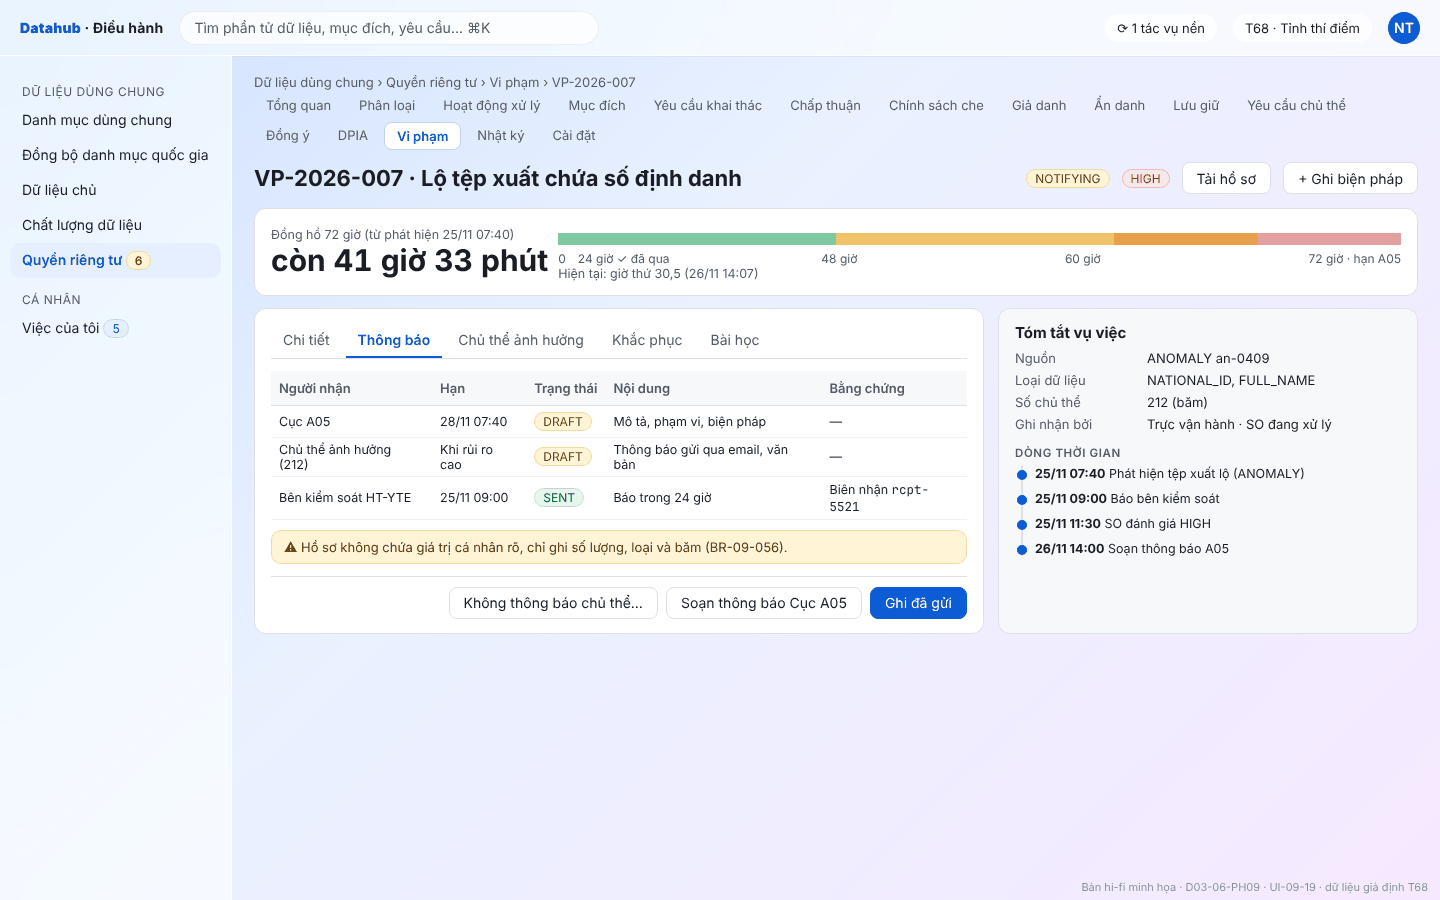 Datahub · Điều hành
Tìm phần tử dữ liệu, mục đích, yêu cầu... ⌘K
⟳ 1 tác vụ nền
T68 · Tỉnh thí điểm
NT
DỮ LIỆU DÙNG CHUNG
Danh mục dùng chung
Đồng bộ danh mục quốc gia
Dữ liệu chủ
Chất lượng dữ liệu
Quyền riêng tư 6
CÁ NHÂN
Việc của tôi 5
Dữ liệu dùng chung › Quyền riêng tư › Vi phạm › VP-2026-007
Tổng quan Phân loại Hoạt động xử lý Mục đích Yêu cầu khai thác Chấp thuận Chính sách che Giả danh Ẩn danh Lưu giữ Yêu cầu chủ thể
Đồng ý DPIA Vi phạm Nhật ký Cài đặt
VP-2026-007 · Lộ tệp xuất chứa số định danh
NOTIFYING
HIGH
Tải hồ sơ
+ Ghi biện pháp
Đồng hồ 72 giờ (từ phát hiện 25/11 07:40)
còn 41 giờ 33 phút
0 24 giờ ✓ đã qua 48 giờ 60 giờ 72 giờ · hạn A05
Hiện tại: giờ thứ 30,5 (26/11 14:07)
Chi tiết Thông báo Chủ thể ảnh hưởng Khắc phục Bài học
Người nhận Hạn Trạng thái Nội dung Bằng chứng
Cục A05 28/11 07:40 DRAFT Mô tả, phạm vi, biện pháp —
Chủ thể ảnh hưởng (212) Khi rủi ro cao DRAFT Thông báo gửi qua email, văn bản —
Bên kiểm soát HT-YTE 25/11 09:00 SENT Báo trong 24 giờ Biên nhận rcpt-5521
⚠ Hồ sơ không chứa giá trị cá nhân rõ, chỉ ghi số lượng, loại và băm (BR-09-056).
Không thông báo chủ thể...
Soạn thông báo Cục A05
Ghi đã gửi
Tóm tắt vụ việc
Nguồn ANOMALY an-0409
Loại dữ liệu NATIONAL_ID, FULL_NAME
Số chủ thể 212 (băm)
Ghi nhận bởi Trực vận hành · SO đang xử lý
DÒNG THỜI GIAN
25/11 07:40 Phát hiện tệp xuất lộ (ANOMALY)
25/11 09:00 Báo bên kiểm soát
25/11 11:30 SO đánh giá HIGH
26/11 14:00 Soạn thông báo A05
Bản hi-fi minh họa · D03-06-PH09 · UI-09-19 · dữ liệu giả định T68